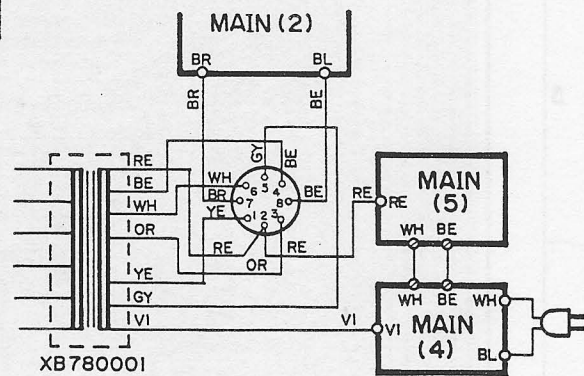 MAIN (2)
BR BL
BR BE
GY BE
RE
BE WH 6 5 4
WH BR 7 8 BE
OR YE 1 2 3
RE RE
OR
YE
GY
VI VI
RE RE
MAIN
(5)
WH BE
WH BE WH
VI MAIN
(4)
BL
XB780001